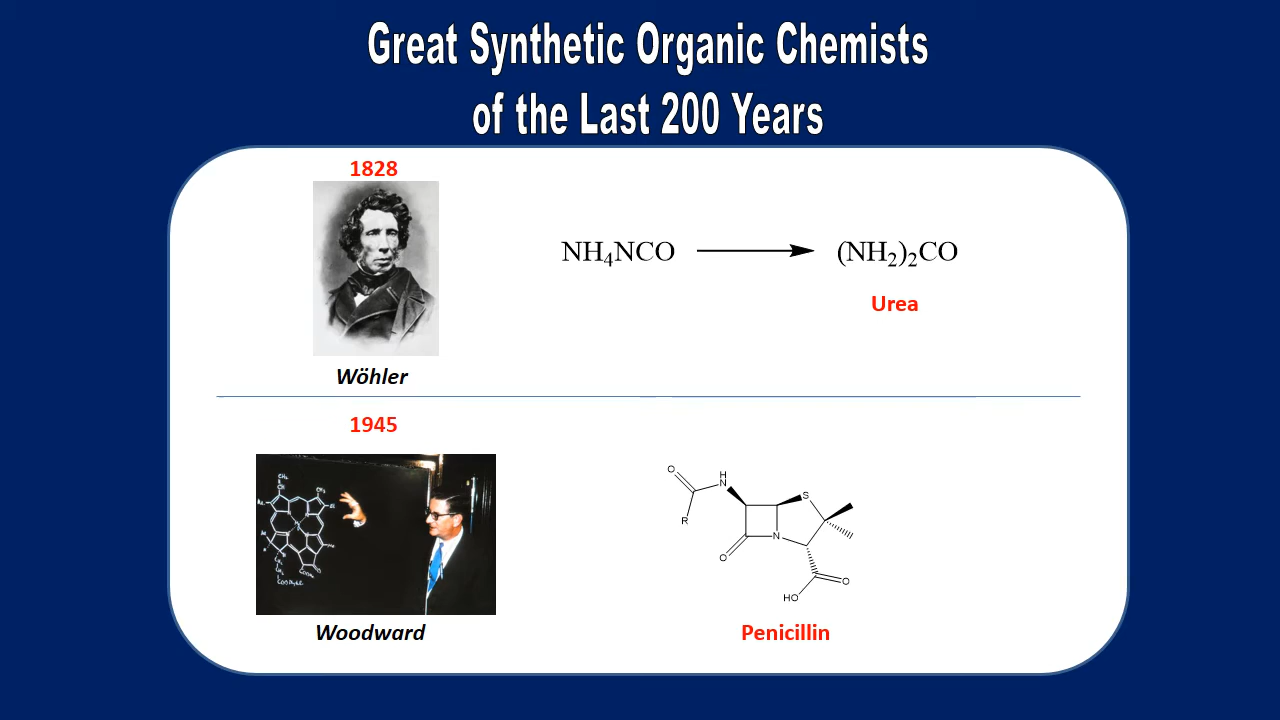 Great Synthetic Organic Chemists
of the Last 200 Years
1828
NH₄NCO (NH₂)₂CO
Urea
Wöhler
1945
O
H
N
S
R
N
O
O
HO
Woodward
Penicillin